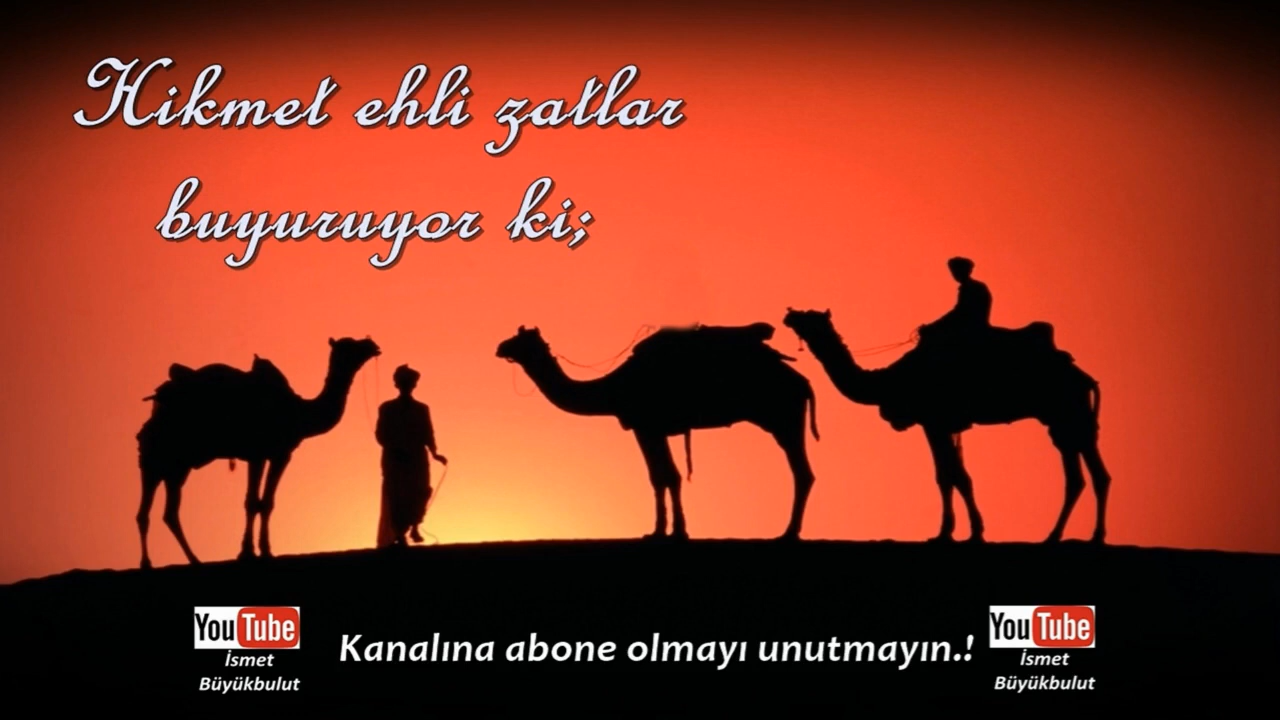 Hikmet ehli zatlar
buyuruyor ki;
YouTube
İsmet
Büyükbulut
Kanalına abone olmayı unutmayın.!
YouTube
İsmet
Büyükbulut